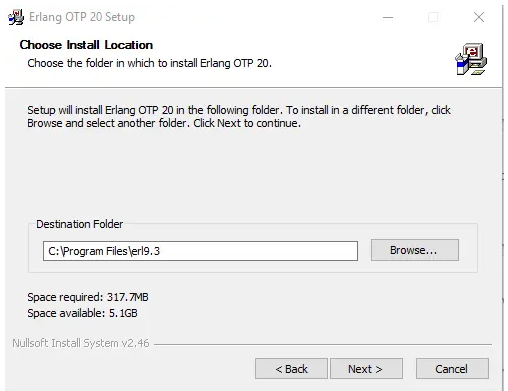 Erlang OTP 20 Setup
Choose Install Location
Choose the folder in which to install Erlang OTP 20.
Setup will install Erlang OTP 20 in the following folder. To install in a different folder, click
Browse and select another folder. Click Next to continue.
Destination Folder
C:\Program Files\erl9.3
Browse...
Space required: 317.7MB
Space available: 5.1GB
Nullsoft Install System v2.46
< Back
Next >
Cancel